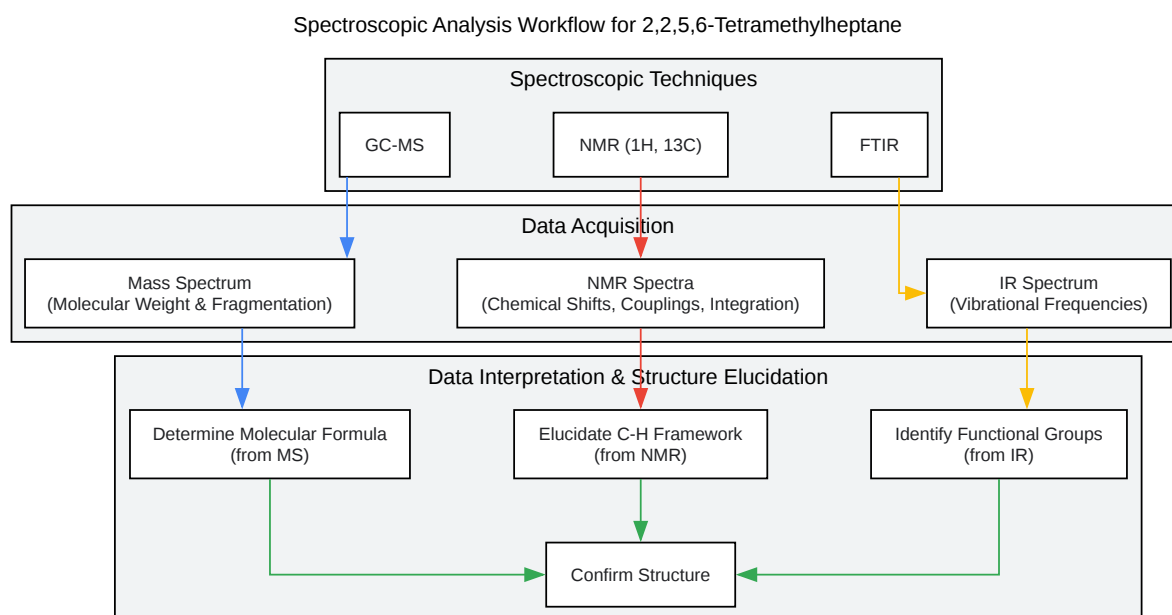 Spectroscopic Analysis Workflow for 2,2,5,6-Tetramethylheptane
Spectroscopic Techniques
GC-MS
NMR (1H, 13C)
FTIR
Data Acquisition
Mass Spectrum
(Molecular Weight & Fragmentation)
NMR Spectra
(Chemical Shifts, Couplings, Integration)
IR Spectrum
(Vibrational Frequencies)
Data Interpretation & Structure Elucidation
Determine Molecular Formula
(from MS)
Elucidate C-H Framework
(from NMR)
Identify Functional Groups
(from IR)
Confirm Structure